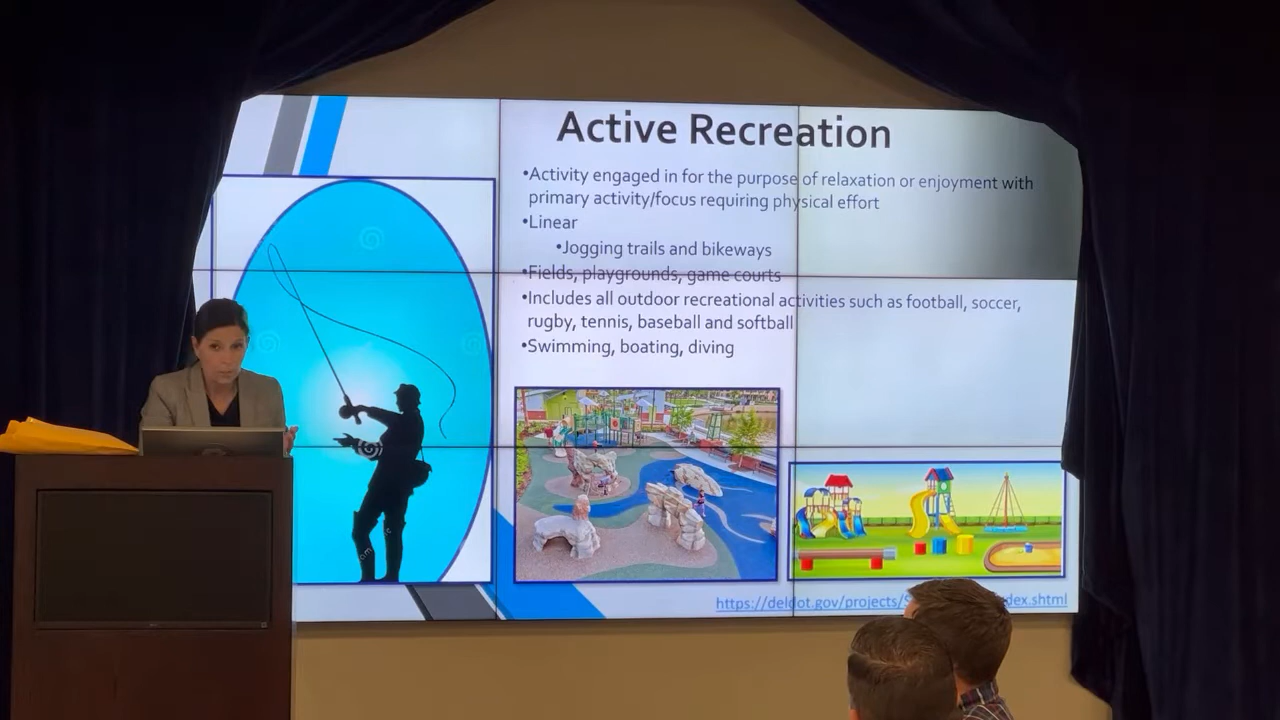 Active Recreation
•Activity engaged in for the purpose of relaxation or enjoyment with
primary activity/focus requiring physical effort
•Linear
•Jogging trails and bikeways
•Fields, playgrounds, game courts
•Includes all outdoor recreational activities such as football, soccer,
rugby, tennis, baseball and softball
•Swimming, boating, diving
https://deldot.gov/projects/